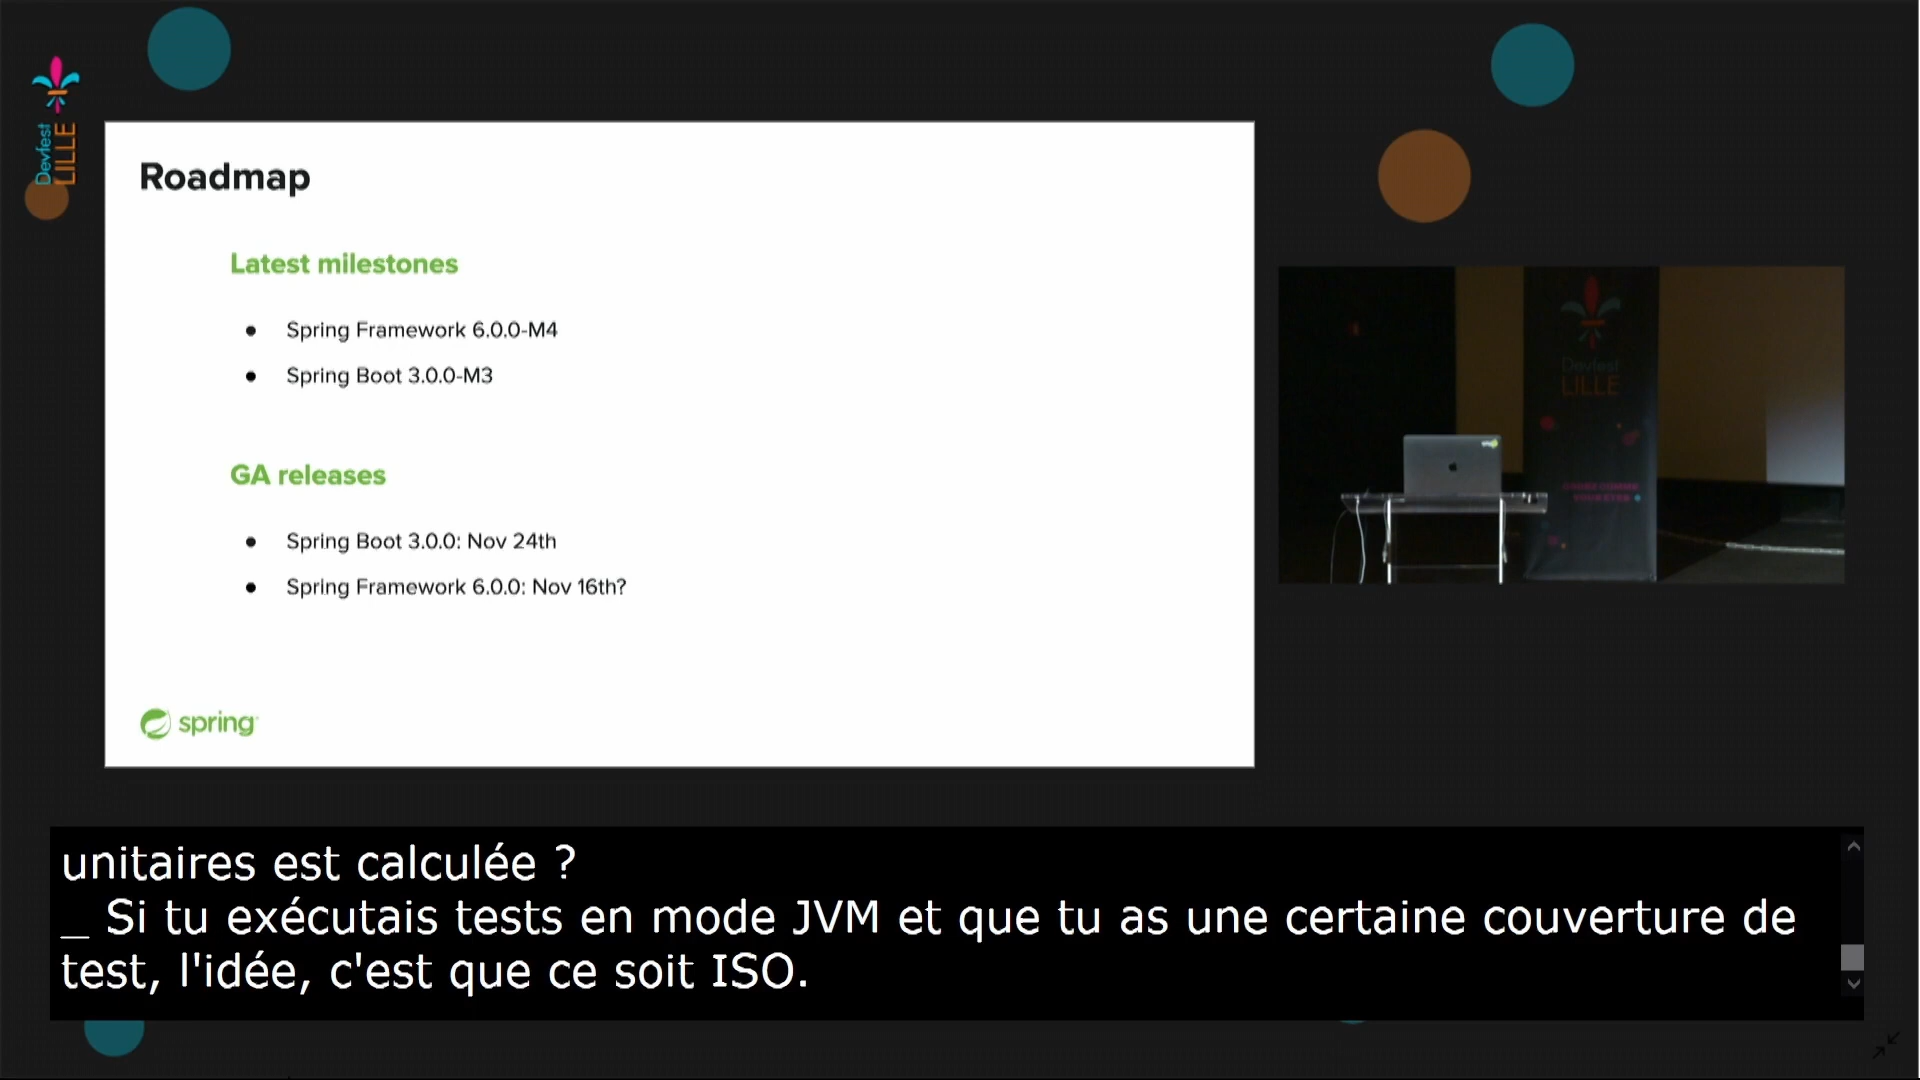 Devfest
LILLE
Roadmap
Latest milestones
● Spring Framework 6.0.0-M4
● Spring Boot 3.0.0-M3
GA releases
● Spring Boot 3.0.0: Nov 24th
● Spring Framework 6.0.0: Nov 16th?
spring
Devfest
LILLE
unitaires est calculée ?
_ Si tu exécutais tests en mode JVM et que tu as une certaine couverture de
test, l'idée, c'est que ce soit ISO.